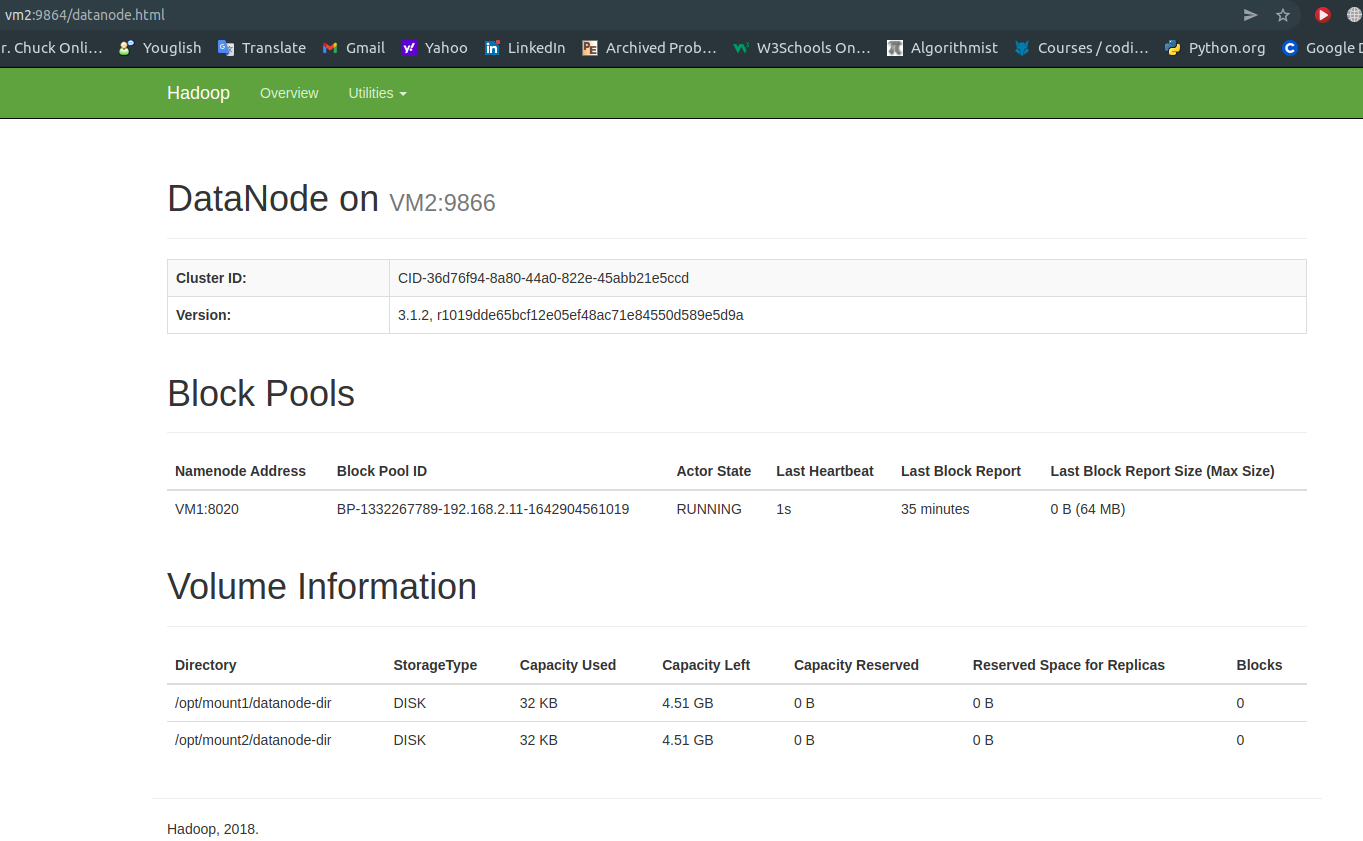 vm2:9864/datanode.html
r. Chuck Onli... Youglish Translate Gmail Yahoo LinkedIn Archived Prob... W3Schools On... Algorithmist Courses / codi... Python.org Google D
Hadoop Overview Utilities
DataNode on VM2:9866
Cluster ID: CID-36d76f94-8a80-44a0-822e-45abb21e5ccd
Version: 3.1.2, r1019dde65bcf12e05ef48ac71e84550d589e5d9a
Block Pools
Namenode Address Block Pool ID Actor State Last Heartbeat Last Block Report Last Block Report Size (Max Size)
VM1:8020 BP-1332267789-192.168.2.11-1642904561019 RUNNING 1s 35 minutes 0 B (64 MB)
Volume Information
Directory StorageType Capacity Used Capacity Left Capacity Reserved Reserved Space for Replicas Blocks
/opt/mount1/datanode-dir DISK 32 KB 4.51 GB 0 B 0 B 0
/opt/mount2/datanode-dir DISK 32 KB 4.51 GB 0 B 0 B 0
Hadoop, 2018.